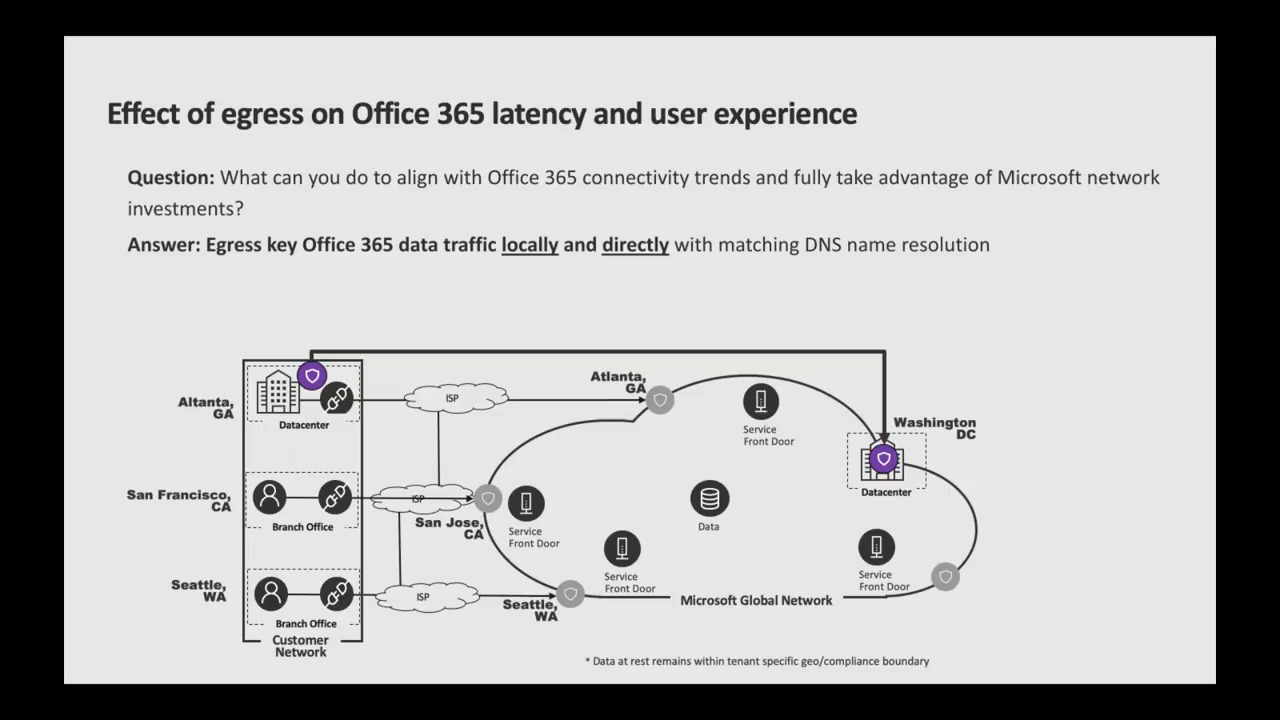 Effect of egress on Office 365 latency and user experience
Question: What can you do to align with Office 365 connectivity trends and fully take advantage of Microsoft network
investments?
Answer: Egress key Office 365 data traffic locally and directly with matching DNS name resolution
Altanta,
GA
Datacenter
ISP
Atlanta,
GA
Service
Front Door
Washington
DC
Datacenter
San Francisco,
CA
Branch Office
ISP
San Jose,
CA
Service
Front Door
Data
Service
Front Door
Service
Front Door
Seattle,
WA
Branch Office
ISP
Seattle,
WA
Microsoft Global Network
Customer
Network
* Data at rest remains within tenant specific geo/compliance boundary